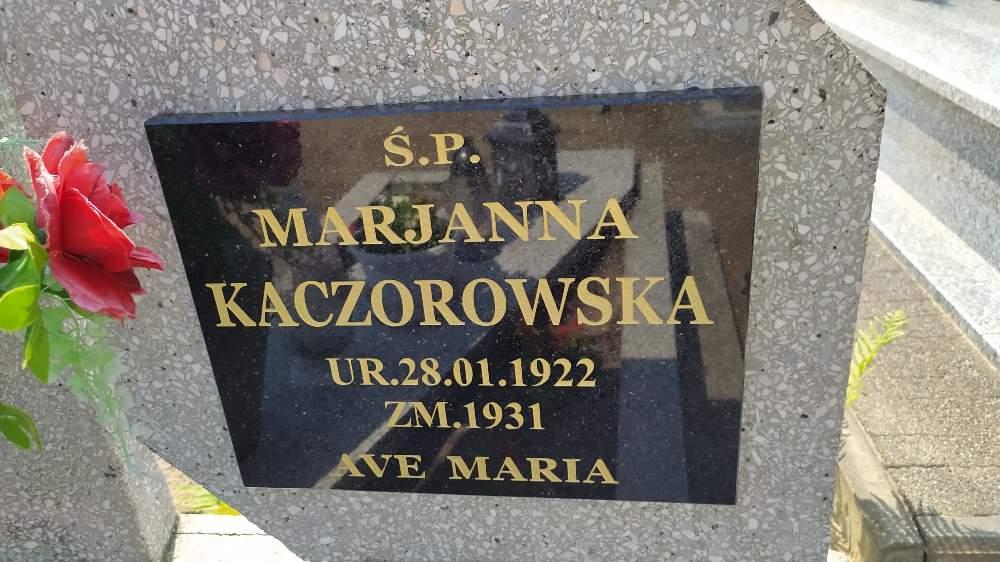 Ś.P.
MARJANNA
KACZOROWSKA
UR.28.01.1922
ZM.1931
AVE MARIA